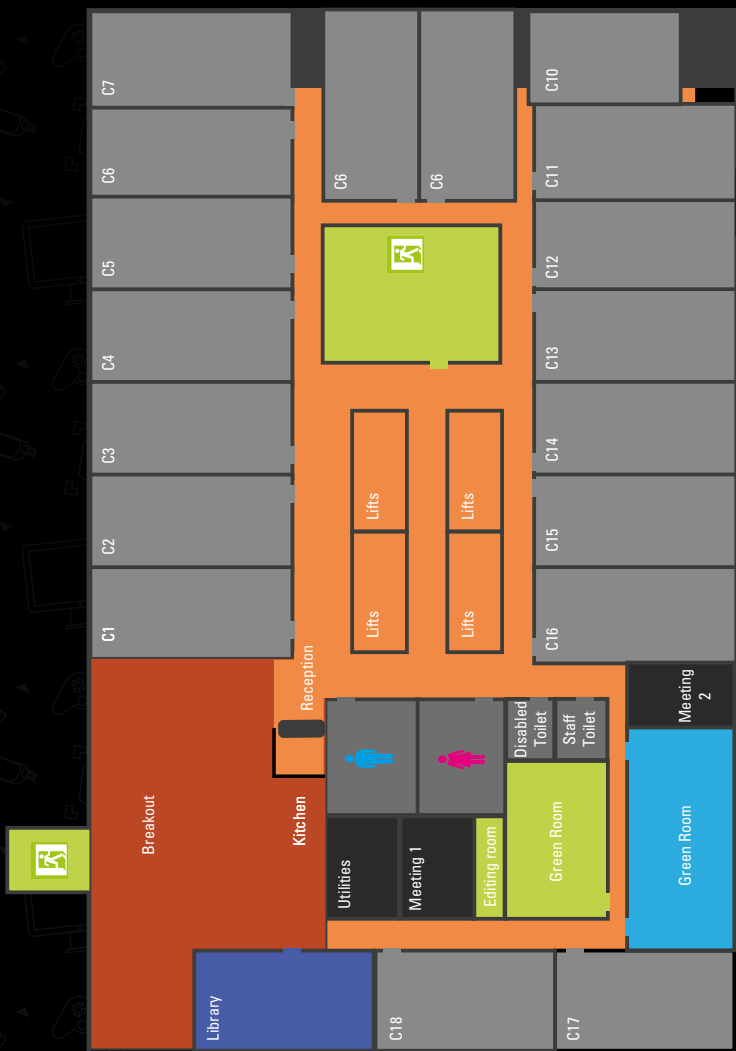 C7
C6
C5
C4
C3
C2
C1
C6
C6
C10
C11
C12
C13
C14
C15
C16
Lifts
Lifts
Lifts
Lifts
Reception
Breakout
Kitchen
Disabled
Toilet
Staff
Toilet
Meeting
2
Utilities
Meeting 1
Editing room
Green Room
Green Room
Library
C18
C17